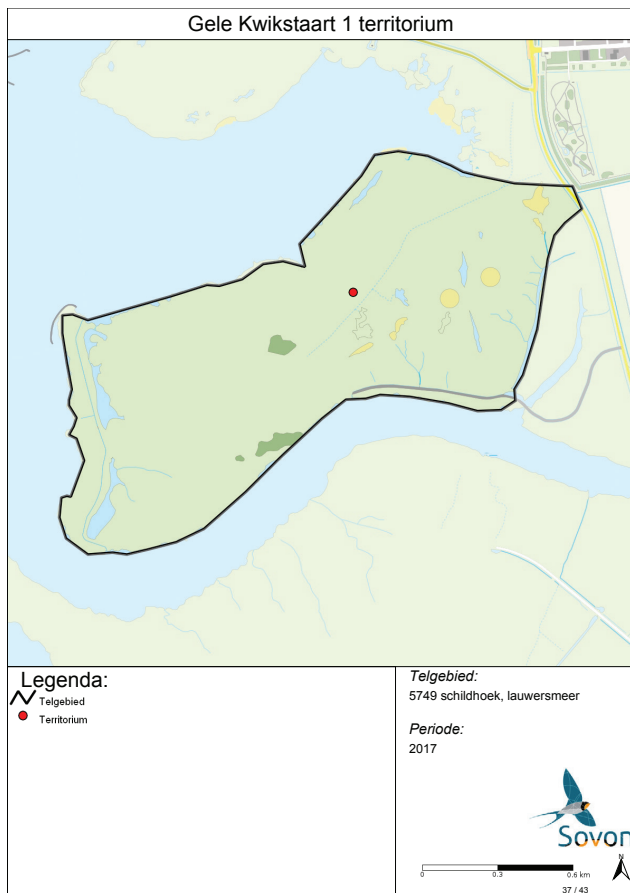 Gele Kwikstaart 1 territorium
Legenda:
Telgebied
Territorium
Telgebied:
5749 schildhoek, lauwersmeer
Periode:
2017
Sovon
N
0 0.3 0.6 km
37 / 43